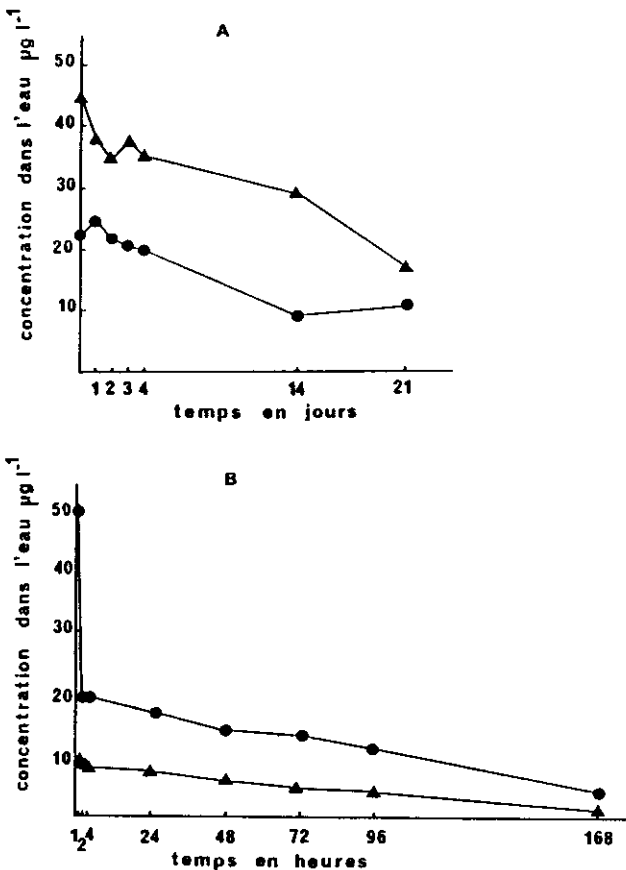 A
concentration dans l'eau µg l⁻¹
50
40
30
20
10
1 2 3 4 14 21
temps en jours
B
concentration dans l'eau µg l⁻¹
50
40
30
20
10
1 2 4 24 48 72 96 168
temps en heures